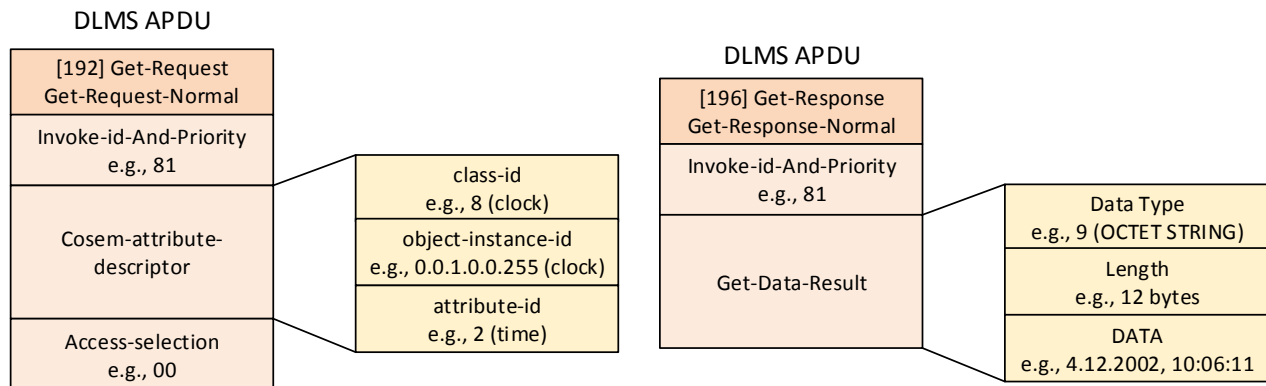 DLMS APDU
[192] Get-Request
Get-Request-Normal
Invoke-id-And-Priority
e.g., 81
Cosem-attribute-
descriptor
Access-selection
e.g., 00
class-id
e.g., 8 (clock)
object-instance-id
e.g., 0.0.1.0.0.255 (clock)
attribute-id
e.g., 2 (time)
DLMS APDU
[196] Get-Response
Get-Response-Normal
Invoke-id-And-Priority
e.g., 81
Get-Data-Result
Data Type
e.g., 9 (OCTET STRING)
Length
e.g., 12 bytes
DATA
e.g., 4.12.2002, 10:06:11